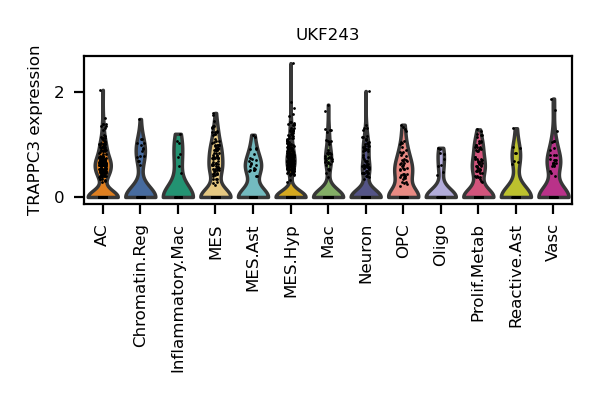 UKF243
TRAPPC3 expression
2
0
AC
Chromatin.Reg
Inflammatory.Mac
MES
MES.Ast
MES.Hyp
Mac
Neuron
OPC
Oligo
Prolif.Metab
Reactive.Ast
Vasc